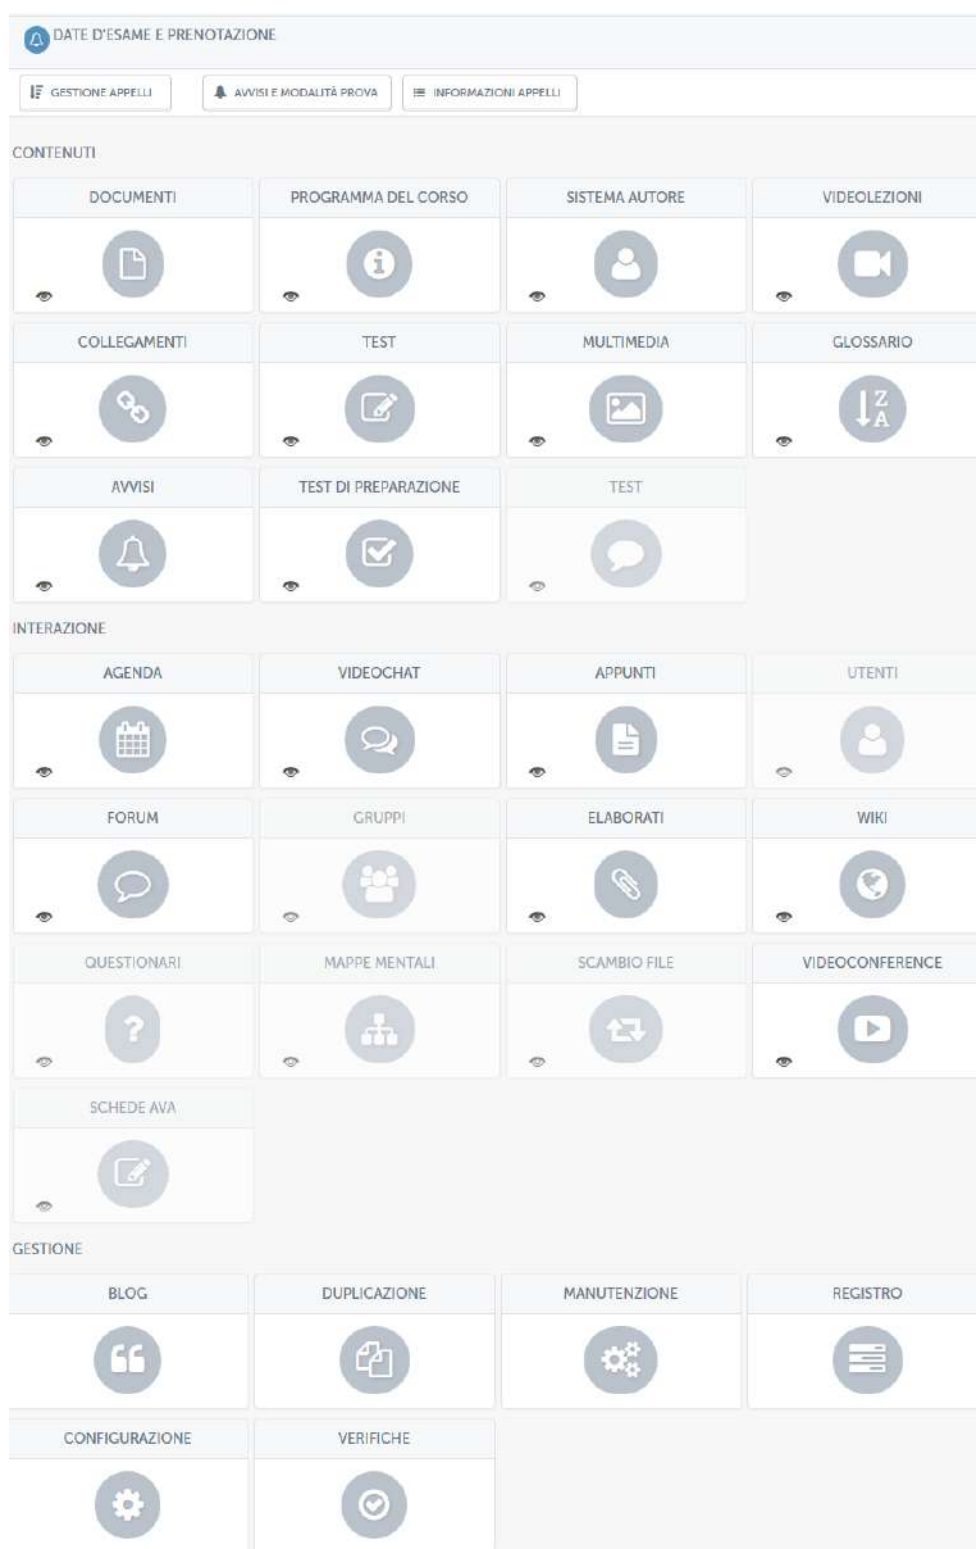 DATE D'ESAME E PRENOTAZIONE
GESTIONE APPELLI AVVISI E MODALITÀ PROVA INFORMAZIONI APPELLI
CONTENUTI
DOCUMENTI PROGRAMMA DEL CORSO SISTEMA AUTORE VIDEOLEZIONI
COLLEGAMENTI TEST MULTIMEDIA GLOSSARIO
Z
A
AVVISI TEST DI PREPARAZIONE TEST
INTERAZIONE
AGENDA VIDEOCHAT APPUNTI UTENTI
FORUM GRUPPI ELABORATI WIKI
QUESTIONARI MAPPE MENTALI SCAMBIO FILE VIDEOCONFERENCE
SCHEDE AVA
GESTIONE
BLOG DUPLICAZIONE MANUTENZIONE REGISTRO
CONFIGURAZIONE VERIFICHE